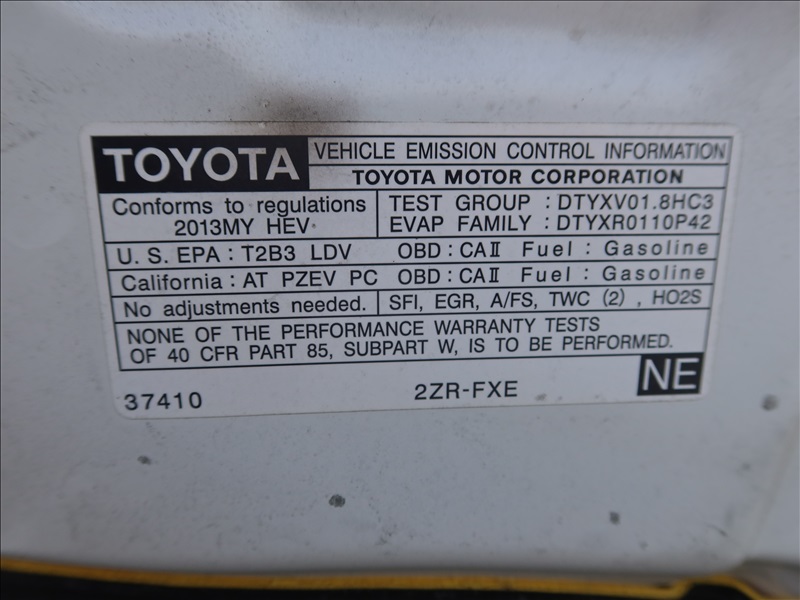 TOYOTA VEHICLE EMISSION CONTROL INFORMATION
TOYOTA MOTOR CORPORATION
Conforms to regulations
2013MY HEV.
TEST GROUP : DTYXV01.8HC3
EVAP FAMILY : DTYXR0110P42
U. S. EPA : T2B3 LDV OBD : CAⅡ Fuel : Gasoline
California : AT PZEV PC OBD : CAⅡ Fuel : Gasoline
No adjustments needed. SFI, EGR, A/FS, TWC (2) , HO2S
NONE OF THE PERFORMANCE WARRANTY TESTS
OF 40 CFR PART 85, SUBPART W, IS TO BE PERFORMED.
37410 2ZR-FXE NE